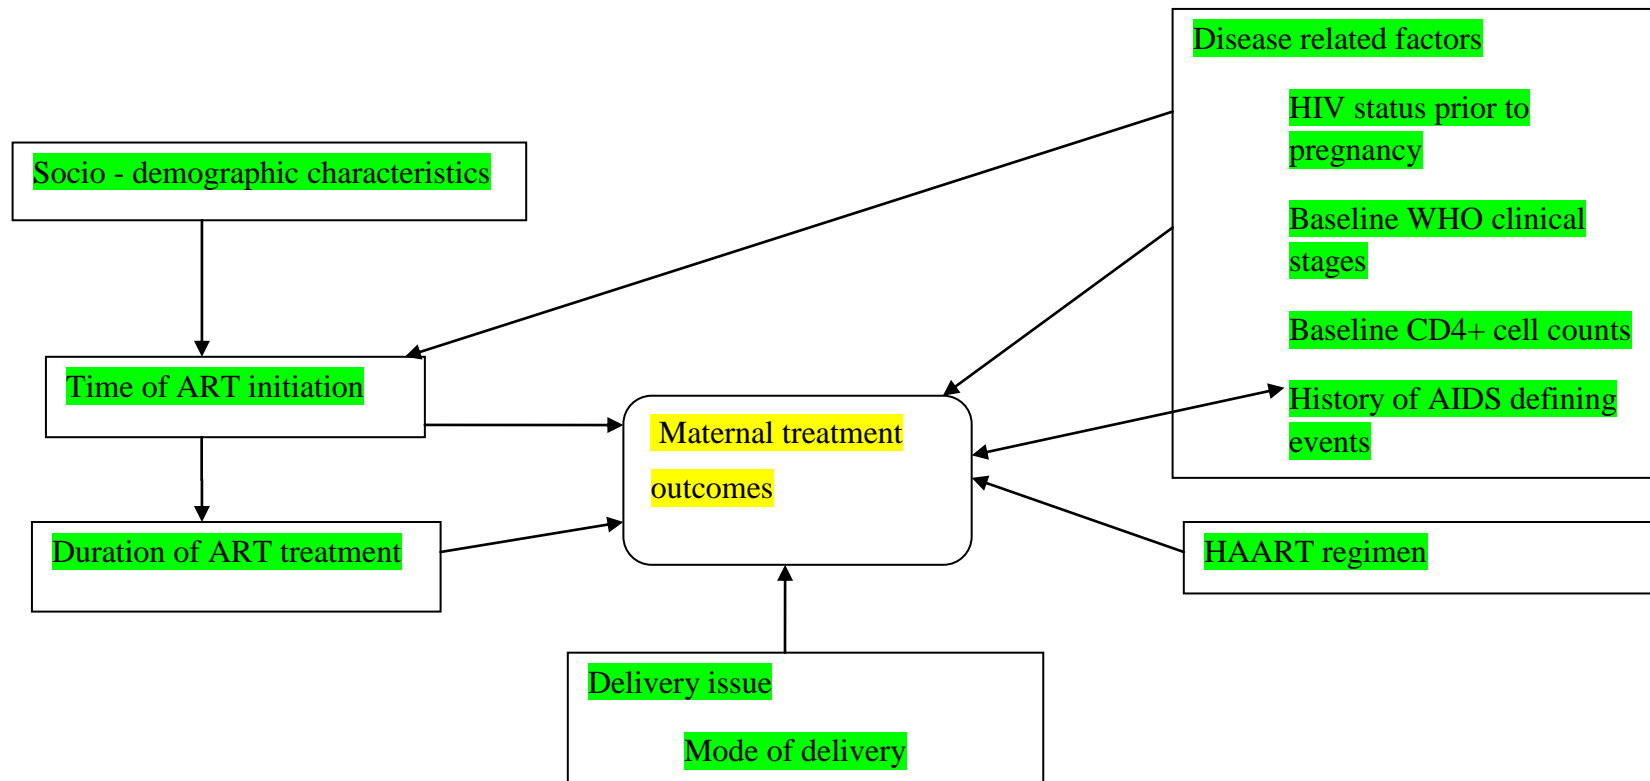 Disease related factors
HIV status prior to
pregnancy
Baseline WHO clinical
stages
Baseline CD4+ cell counts
History of AIDS defining
events
Socio - demographic characteristics
Time of ART initiation
Maternal treatment
outcomes
Duration of ART treatment
HAART regimen
Delivery issue
Mode of delivery